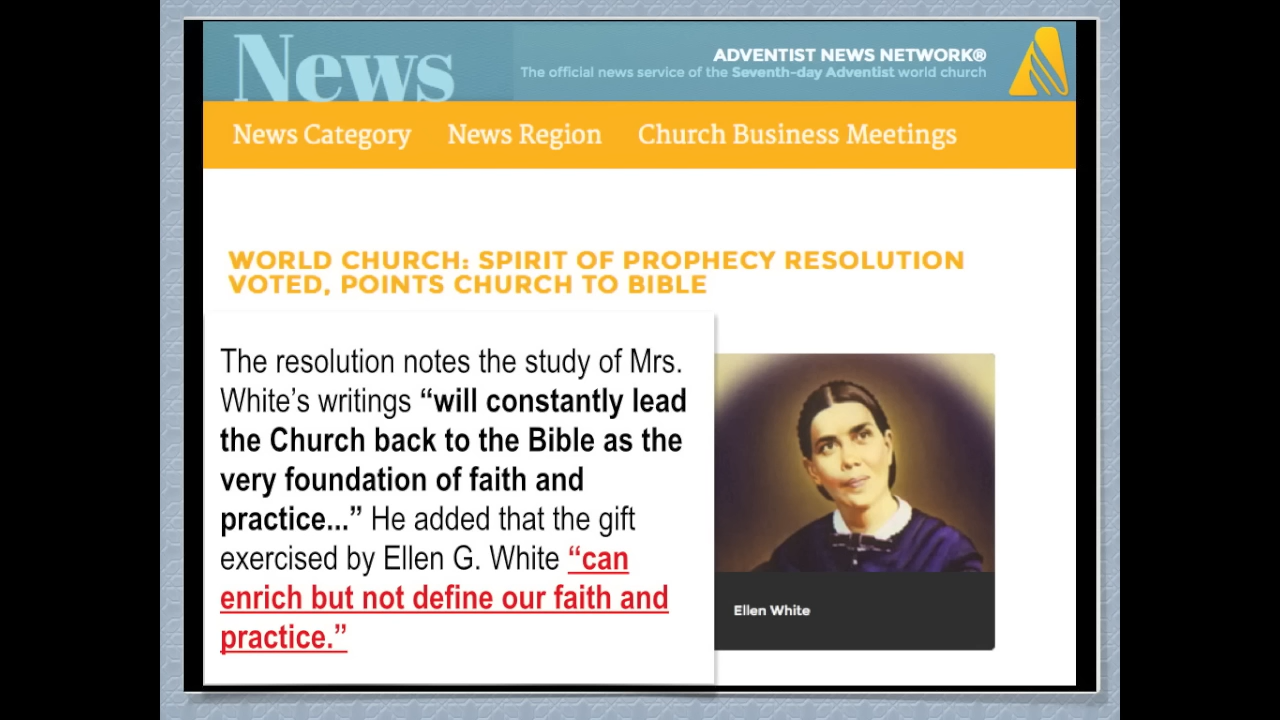 News
ADVENTIST NEWS NETWORK®
The official news service of the Seventh-day Adventist world church
News Category News Region Church Business Meetings
WORLD CHURCH: SPIRIT OF PROPHECY RESOLUTION
VOTED, POINTS CHURCH TO BIBLE
The resolution notes the study of Mrs.
White’s writings “will constantly lead
the Church back to the Bible as the
very foundation of faith and
practice...” He added that the gift
exercised by Ellen G. White “can
enrich but not define our faith and
practice.”
Ellen White